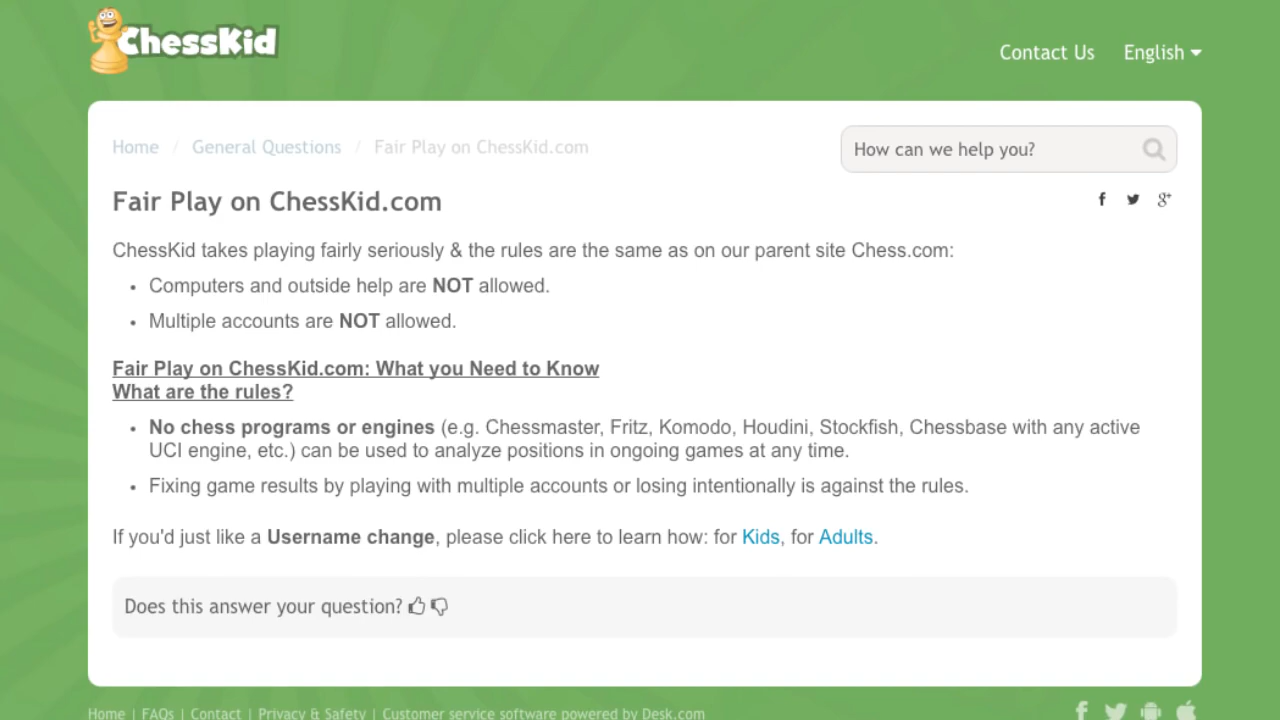 ChessKid
Contact Us English
Home / General Questions / Fair Play on ChessKid.com
How can we help you?
Fair Play on ChessKid.com
ChessKid takes playing fairly seriously & the rules are the same as on our parent site Chess.com:
• Computers and outside help are NOT allowed.
• Multiple accounts are NOT allowed.
Fair Play on ChessKid.com: What you Need to Know
What are the rules?
• No chess programs or engines (e.g. Chessmaster, Fritz, Komodo, Houdini, Stockfish, Chessbase with any active
UCI engine, etc.) can be used to analyze positions in ongoing games at any time.
• Fixing game results by playing with multiple accounts or losing intentionally is against the rules.
If you'd just like a Username change, please click here to learn how: for Kids, for Adults.
Does this answer your question?
Home | FAQs | Contact | Privacy & Safety | Customer service software powered by Desk.com